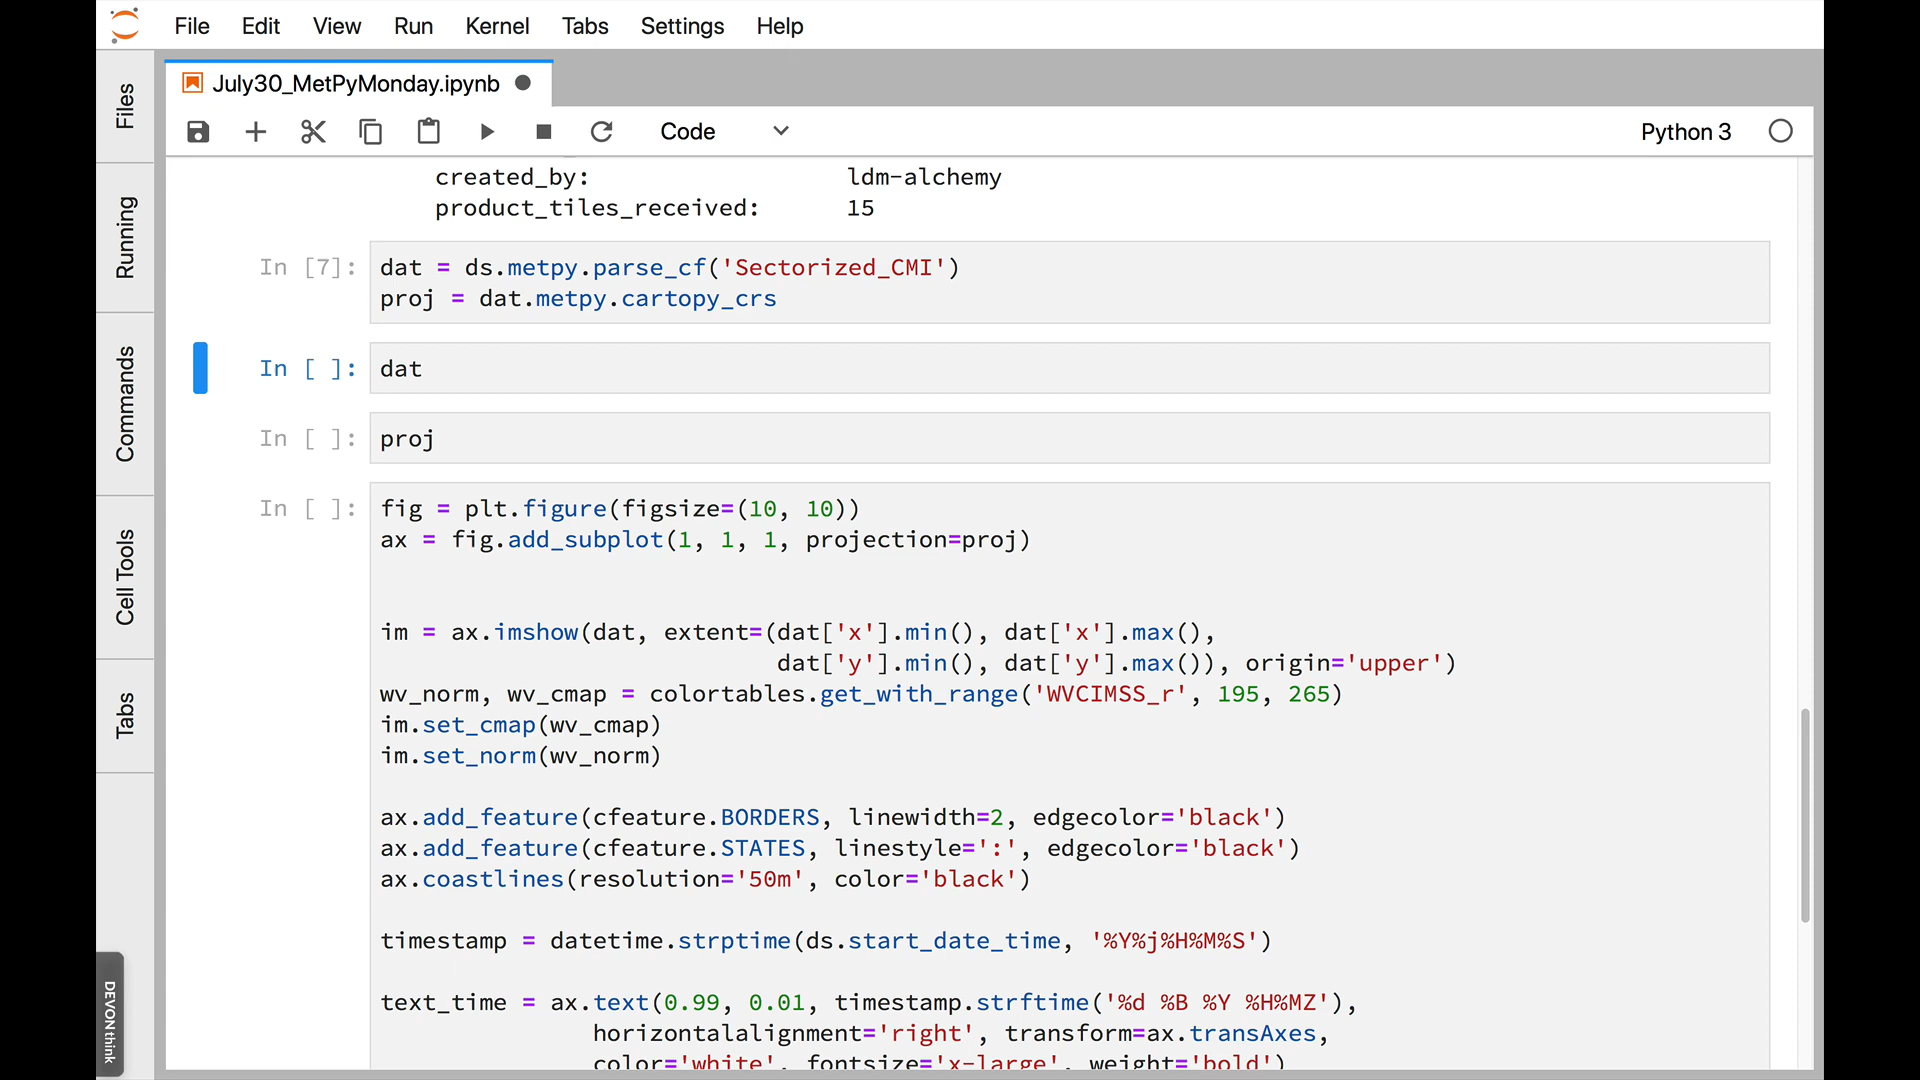 File Edit View Run Kernel Tabs Settings Help
July30_MetPyMonday.ipynb
Code
Python 3
Files
Running
Commands
Cell Tools
Tabs
DEVONthink
created_by: ldm-alchemy
product_tiles_received: 15
In [7]: dat = ds.metpy.parse_cf('Sectorized_CMI')
proj = dat.metpy.cartopy_crs
In [ ]: dat
In [ ]: proj
In [ ]: fig = plt.figure(figsize=(10, 10))
ax = fig.add_subplot(1, 1, 1, projection=proj)
im = ax.imshow(dat, extent=(dat['x'].min(), dat['x'].max(),
dat['y'].min(), dat['y'].max()), origin='upper')
wv_norm, wv_cmap = colortables.get_with_range('WVCIMSS_r', 195, 265)
im.set_cmap(wv_cmap)
im.set_norm(wv_norm)
ax.add_feature(cfeature.BORDERS, linewidth=2, edgecolor='black')
ax.add_feature(cfeature.STATES, linestyle=':', edgecolor='black')
ax.coastlines(resolution='50m', color='black')
timestamp = datetime.strptime(ds.start_date_time, '%Y%j%H%M%S')
text_time = ax.text(0.99, 0.01, timestamp.strftime('%d %B %Y %H%MZ'),
horizontalalignment='right', transform=ax.transAxes,
color='white', fontsize='x-large', weight='bold')